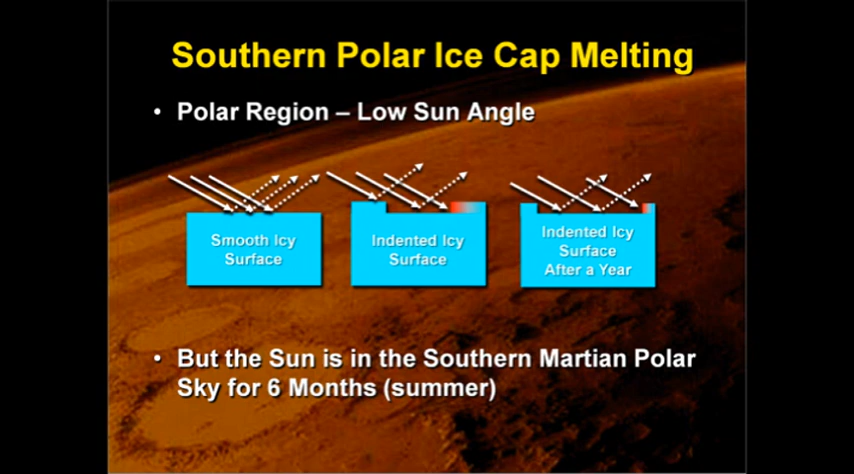 Southern Polar Ice Cap Melting
• Polar Region – Low Sun Angle
Smooth Icy
Surface
Indented Icy
Surface
Indented Icy
Surface
After a Year
• But the Sun is in the Southern Martian Polar
Sky for 6 Months (summer)